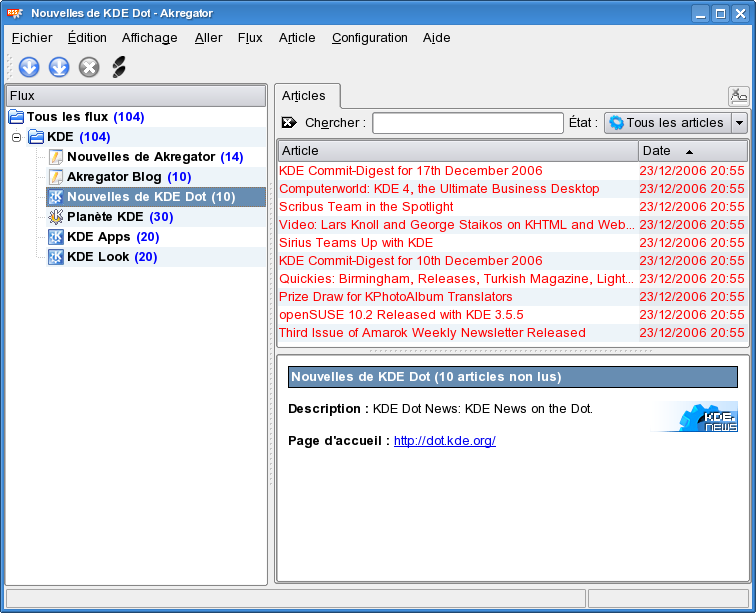 Nouvelles de KDE Dot - Akregator
Fichier Édition Affichage Aller Flux Article Configuration Aide
Flux
Tous les flux (104)
KDE (104)
Nouvelles de Akregator (14)
Akregator Blog (10)
Nouvelles de KDE Dot (10)
Planète KDE (30)
KDE Apps (20)
KDE Look (20)
Articles
Chercher : État : Tous les articles
Article Date
KDE Commit-Digest for 17th December 2006 23/12/2006 20:55
Computerworld: KDE 4, the Ultimate Business Desktop 23/12/2006 20:55
Scribus Team in the Spotlight 23/12/2006 20:55
Video: Lars Knoll and George Staikos on KHTML and Web... 23/12/2006 20:55
Sirius Teams Up with KDE 23/12/2006 20:55
KDE Commit-Digest for 10th December 2006 23/12/2006 20:55
Quickies: Birmingham, Releases, Turkish Magazine, Light... 23/12/2006 20:55
Prize Draw for KPhotoAlbum Translators 23/12/2006 20:55
openSUSE 10.2 Released with KDE 3.5.5 23/12/2006 20:55
Third Issue of Amarok Weekly Newsletter Released 23/12/2006 20:55
Nouvelles de KDE Dot (10 articles non lus)
Description : KDE Dot News: KDE News on the Dot.
KDE.
NEWS
Page d'accueil : http://dot.kde.org/